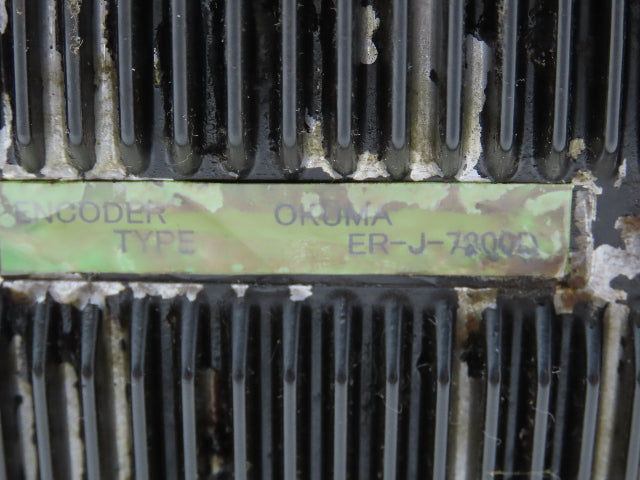 ENCODER OKUMA
TYPE ER-J-7200D